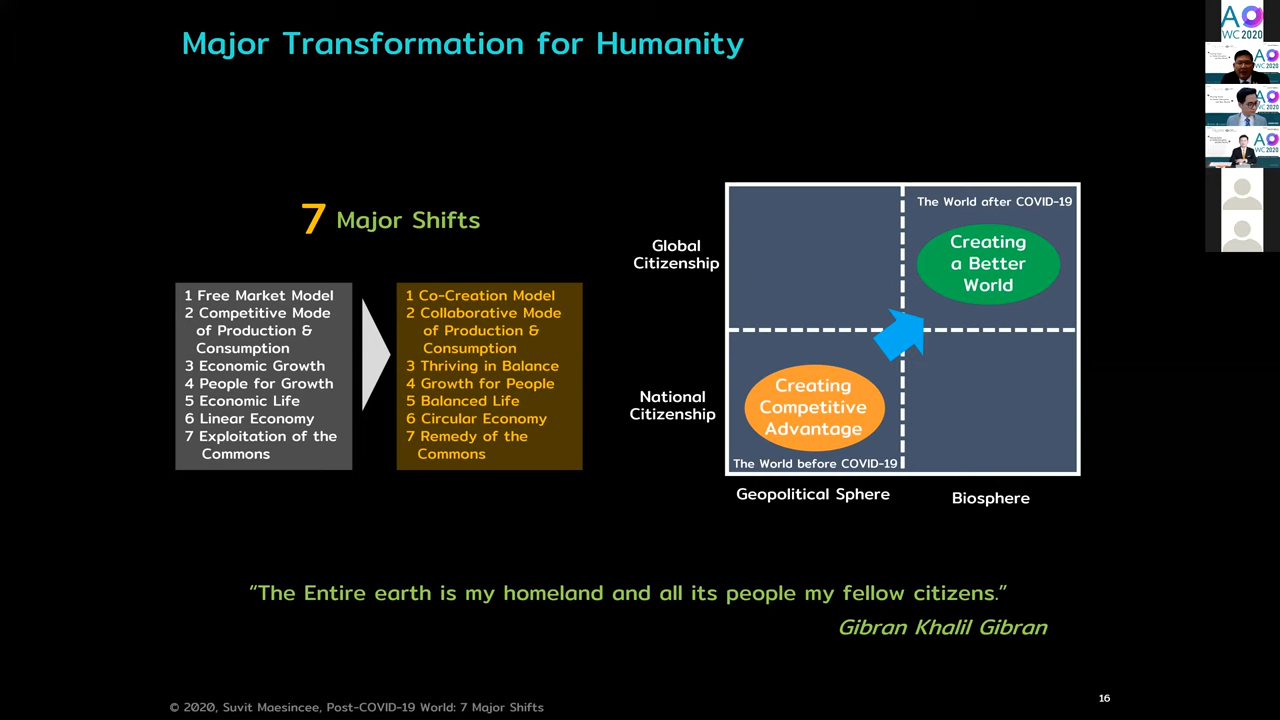 Major Transformation for Humanity
7 Major Shifts
1 Free Market Model
2 Competitive Mode
of Production &
Consumption
3 Economic Growth
4 People for Growth
5 Economic Life
6 Linear Economy
7 Exploitation of the
Commons
1 Co-Creation Model
2 Collaborative Mode
of Production &
Consumption
3 Thriving in Balance
4 Growth for People
5 Balanced Life
6 Circular Economy
7 Remedy of the
Commons
Global
Citizenship
National
Citizenship
The World after COVID-19
Creating
a Better
World
Creating
Competitive
Advantage
The World before COVID-19
Geopolitical Sphere
Biosphere
“The Entire earth is my homeland and all its people my fellow citizens.”
Gibran Khalil Gibran
© 2020, Suvit Maesincee, Post-COVID-19 World: 7 Major Shifts
16
WC 2020